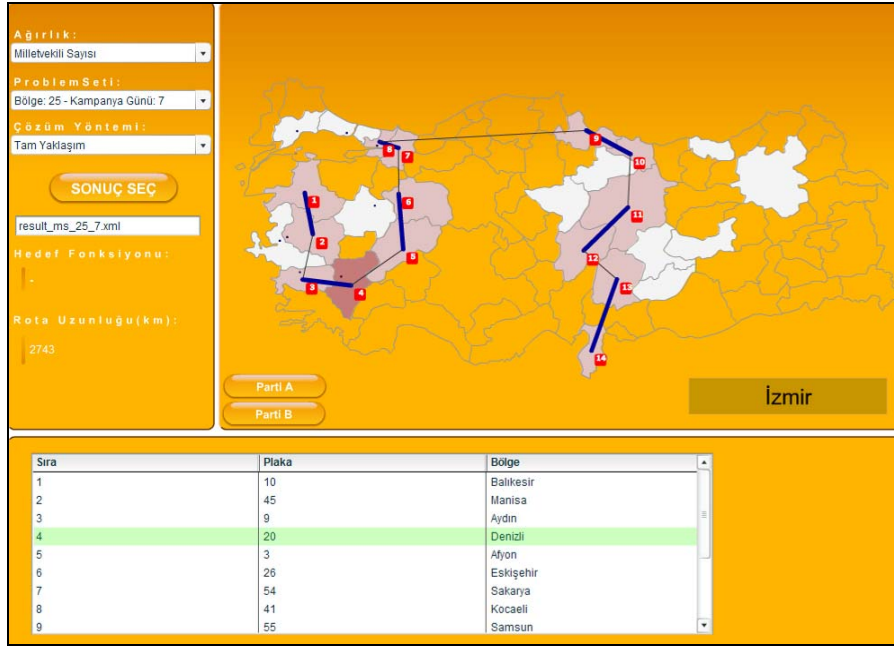 Ağırlık:
Milletvekili Sayısı
ProblemSeti:
Bölge: 25 - Kampanya Günü: 7
Çözüm Yöntemi:
Tam Yaklaşım
SONUÇ SEÇ
result_ms_25_7.xml
Hedef Fonksiyonu:
-
Rota Uzunluğu(km):
2743
1
2
3
4
5
6
7
8
9
10
11
12
13
14
Parti A
Parti B
İzmir
Sıra Plaka Bölge
1 10 Balıkesir
2 45 Manisa
3 9 Aydın
4 20 Denizli
5 3 Afyon
6 26 Eskişehir
7 54 Sakarya
8 41 Kocaeli
9 55 Samsun